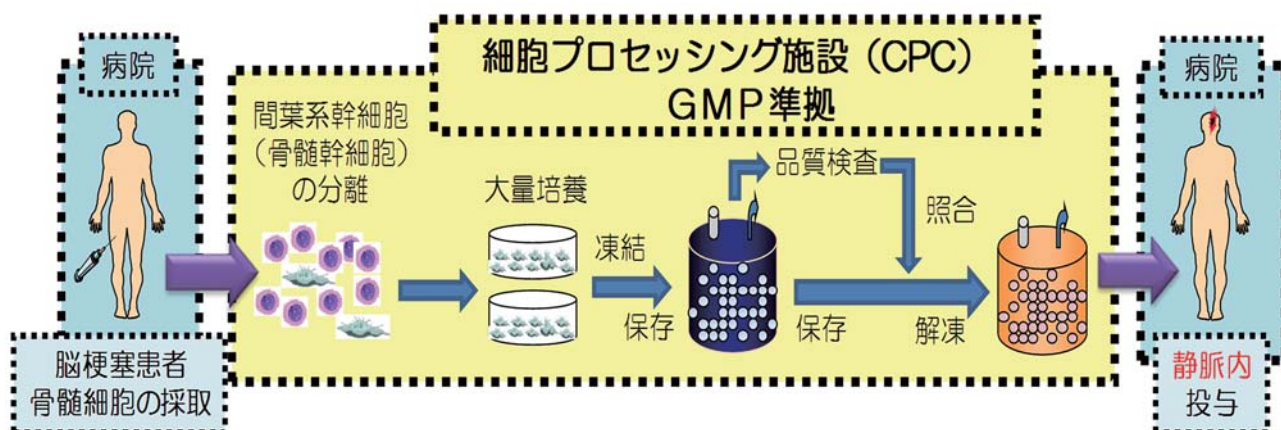 病院
脳梗塞患者
骨髄細胞の採取
細胞プロセッシング施設（CPC）
GMP準拠
間葉系幹細胞
（骨髄幹細胞）
の分離
大量培養
凍結
保存
品質検査
照合
保存
解凍
病院
静脈内
投与